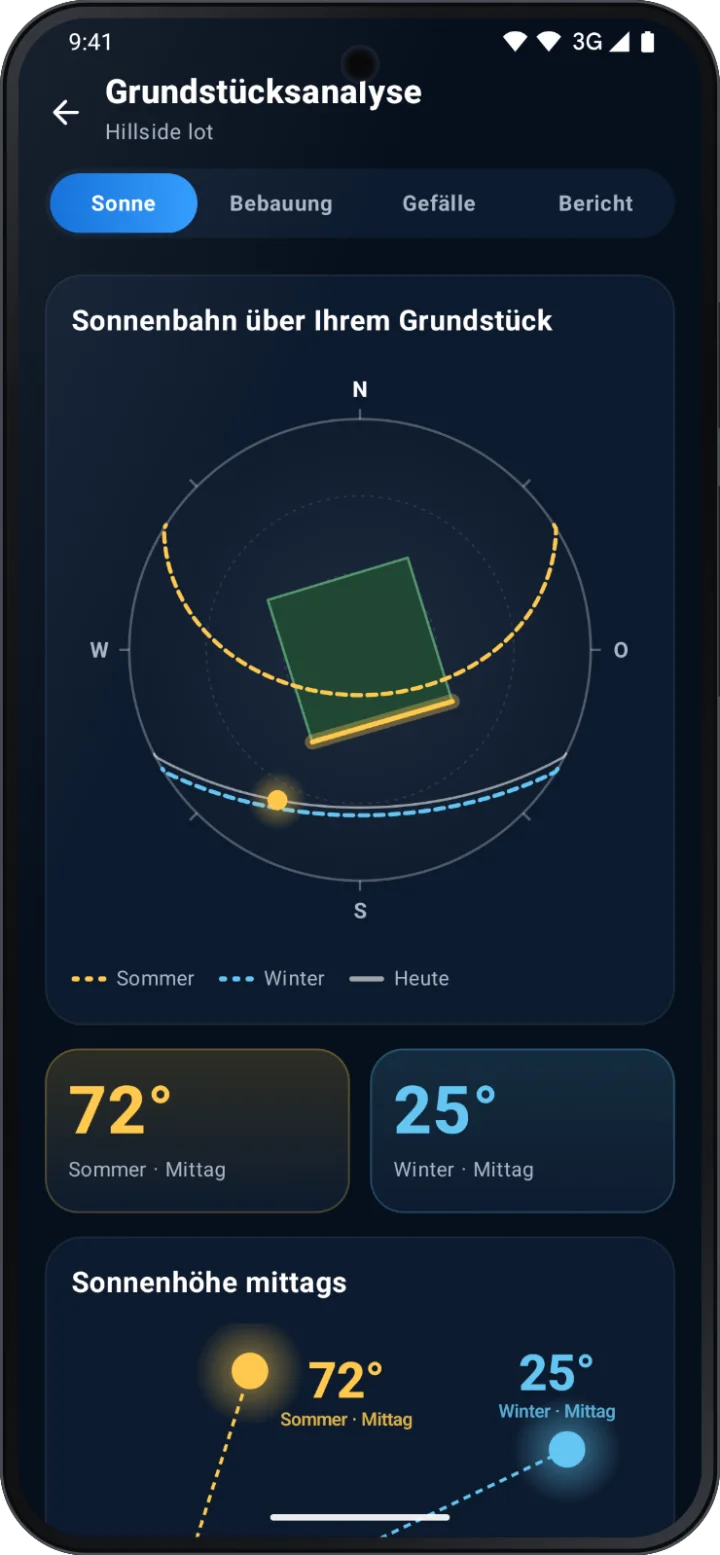 9:41
3G
Grundstücksanalyse
Hillside lot
Sonne
Bebauung
Gefälle
Bericht
Sonnenbahn über Ihrem Grundstück
N
W
O
S
Sommer
Winter
Heute
72°
Sommer · Mittag
25°
Winter · Mittag
Sonnenhöhe mittags
72°
Sommer · Mittag
25°
Winter · Mittag